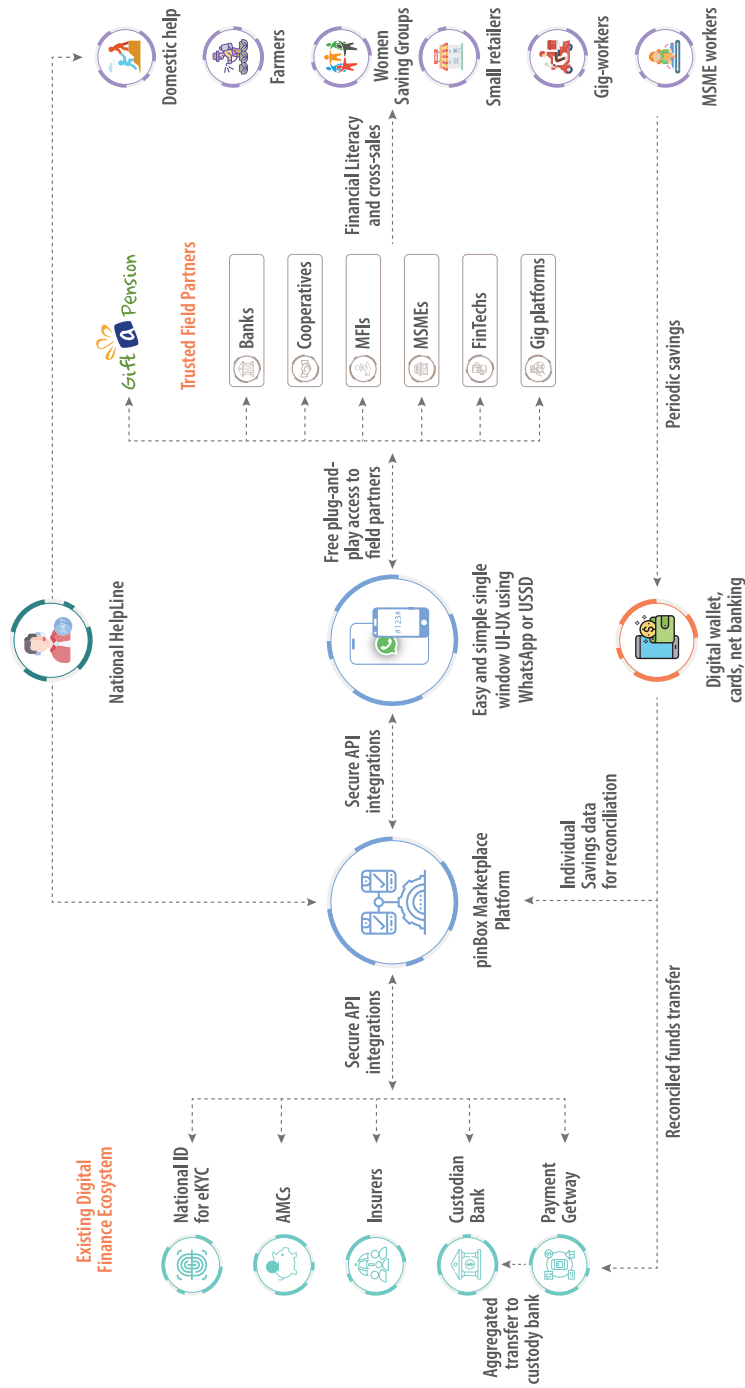 Existing Digital
Finance Ecosystem
National ID
for eKYC
AMCs
Insurers
Custodian
Bank
Payment
Getway
Aggregated
transfer to
custody bank
Secure API
integrations
pinBox Marketplace
Platform
Secure API
integrations
National HelpLine
24/7
#123#
Easy and simple single
window UI-UX using
WhatsApp or USSD
Free plug-and-
play access to
field partners
Gift a Pension
Trusted Field Partners
Banks
Cooperatives
MFIs
MSMEs
FinTechs
Gig platforms
Financial Literacy
and cross-sales
Domestic help
Farmers
Women
Saving Groups
Small retailers
Gig-workers
MSME workers
Periodic savings
Digital wallet,
cards, net banking
Individual
Savings data
for reconciliation
Reconciled funds transfer